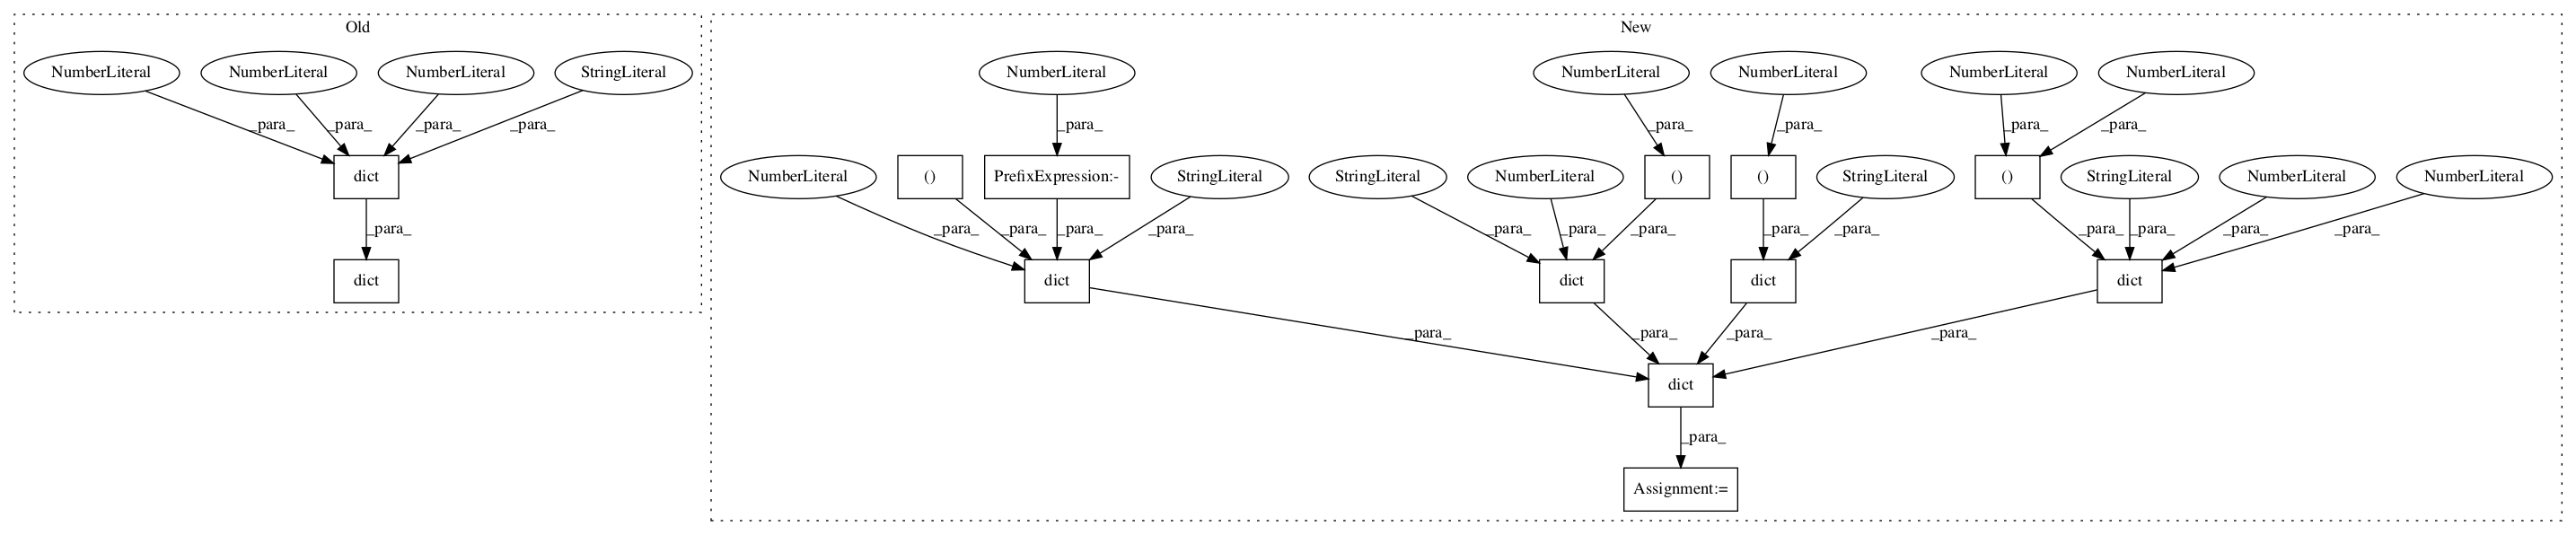 Old
New
NumberLiteral
NumberLiteral
NumberLiteral
StringLiteral
NumberLiteral
NumberLiteral
NumberLiteral
NumberLiteral
NumberLiteral
_para_
_para_
_para_
_para_
_para_
_para_
_para_
_para_
_para_
dict
NumberLiteral
()
PrefixExpression:-
StringLiteral
StringLiteral
NumberLiteral
()
()
StringLiteral
()
StringLiteral
NumberLiteral
NumberLiteral
_para_
_para_
_para_
_para_
_para_
_para_
_para_
_para_
_para_
_para_
_para_
_para_
_para_
_para_
dict
dict
dict
dict
dict
_para_
_para_
_para_
_para_
dict
_para_
Assignment:=